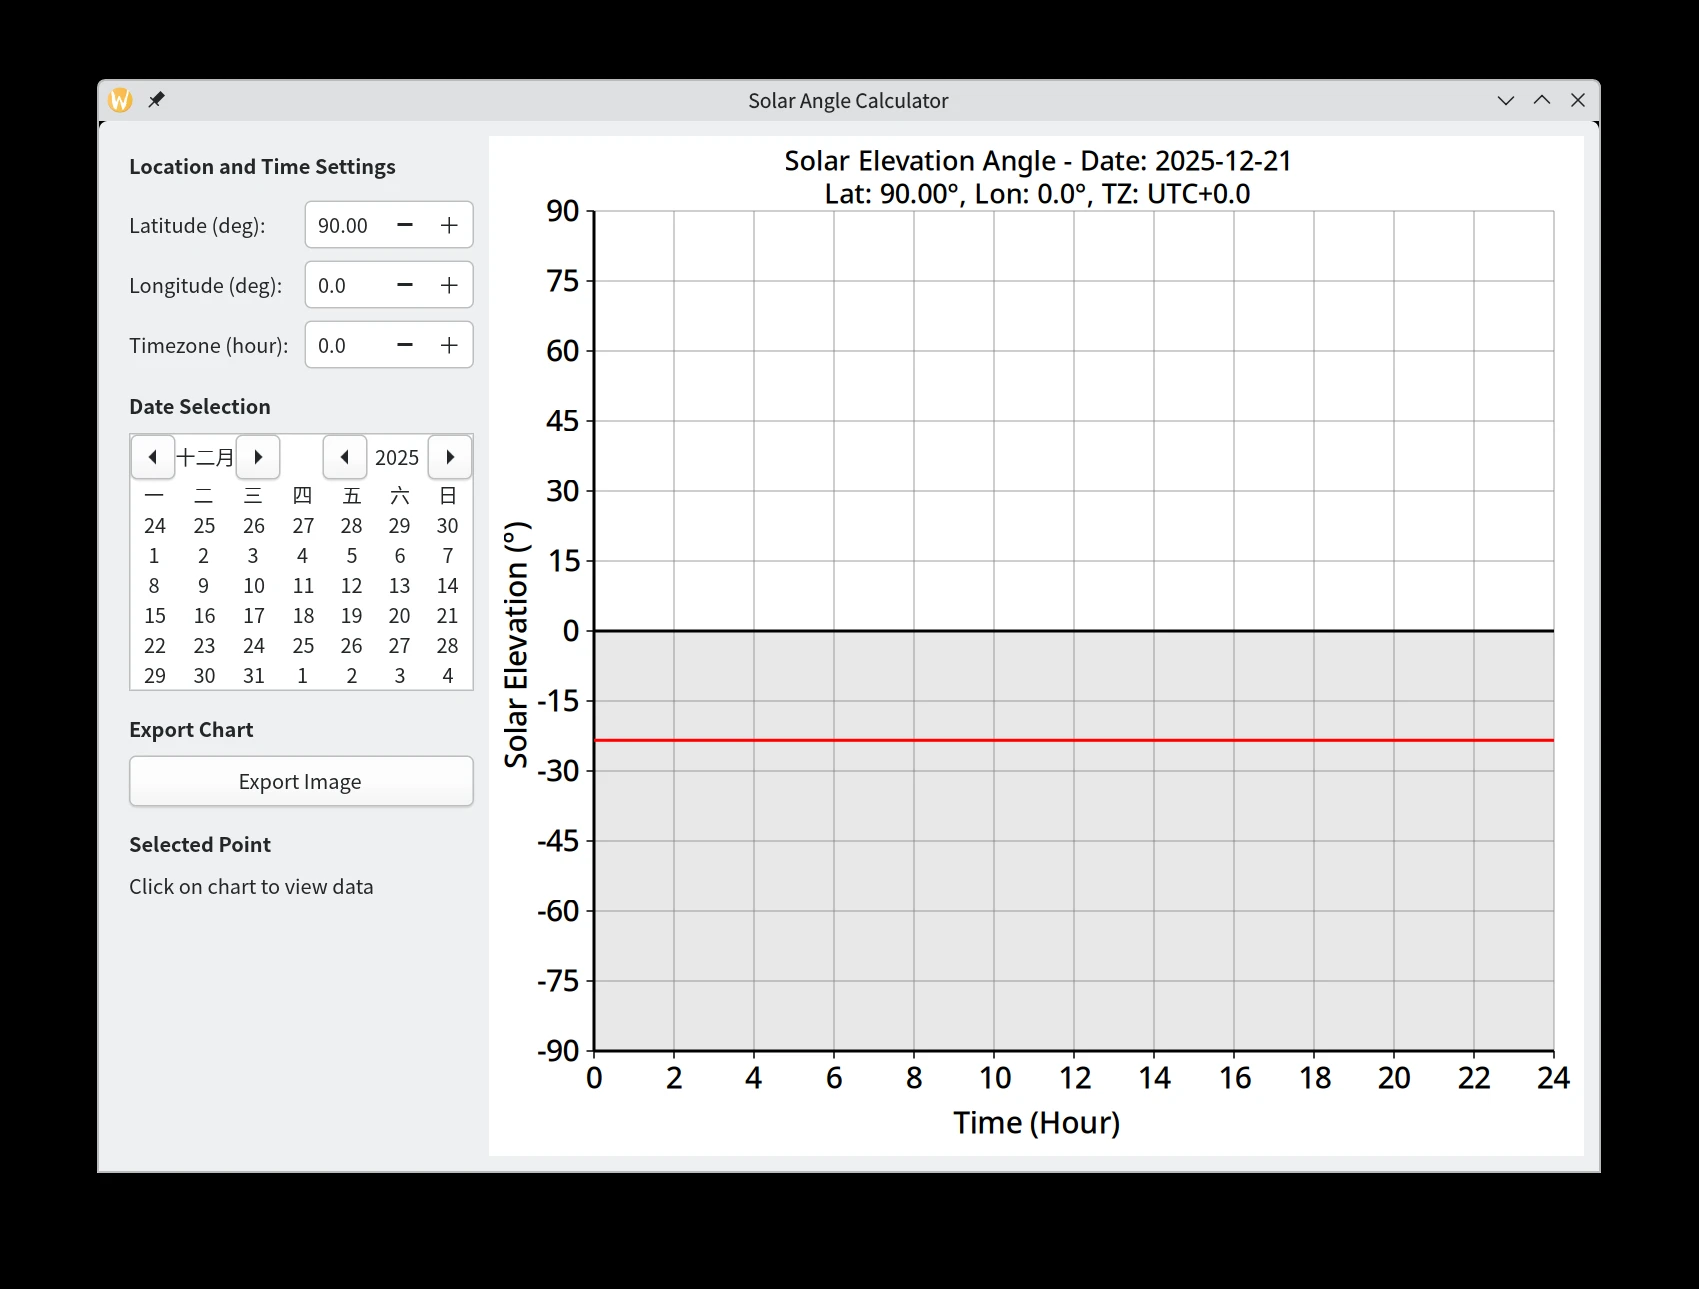 Solar Angle Calculator
Location and Time Settings
Latitude (deg): 90.00
Longitude (deg): 0.0
Timezone (hour): 0.0
Date Selection
十二月 2025
一 二 三 四 五 六 日
24 25 26 27 28 29 30
1 2 3 4 5 6 7
8 9 10 11 12 13 14
15 16 17 18 19 20 21
22 23 24 25 26 27 28
29 30 31 1 2 3 4
Export Chart
Export Image
Selected Point
Click on chart to view data
Solar Elevation Angle - Date: 2025-12-21
Lat: 90.00°, Lon: 0.0°, TZ: UTC+0.0
Solar Elevation (°)
90
75
60
45
30
15
0
-15
-30
-45
-60
-75
-90
0 2 4 6 8 10 12 14 16 18 20 22 24
Time (Hour)